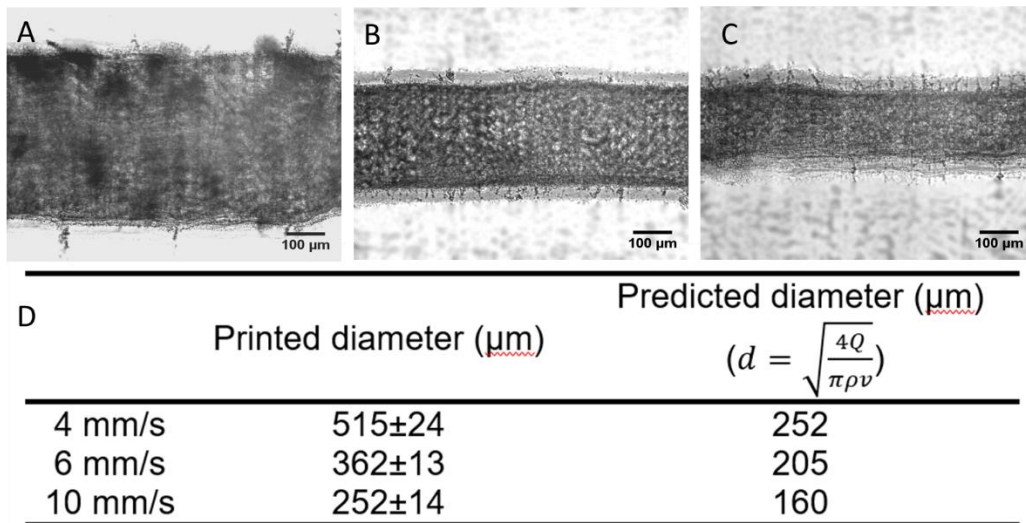 A
B
C
100 µm
100 µm
100 µm
D
Printed diameter (µm)
Predicted diameter (µm)
(d = √(4Q/πρv))
4 mm/s 515±24 252
6 mm/s 362±13 205
10 mm/s 252±14 160